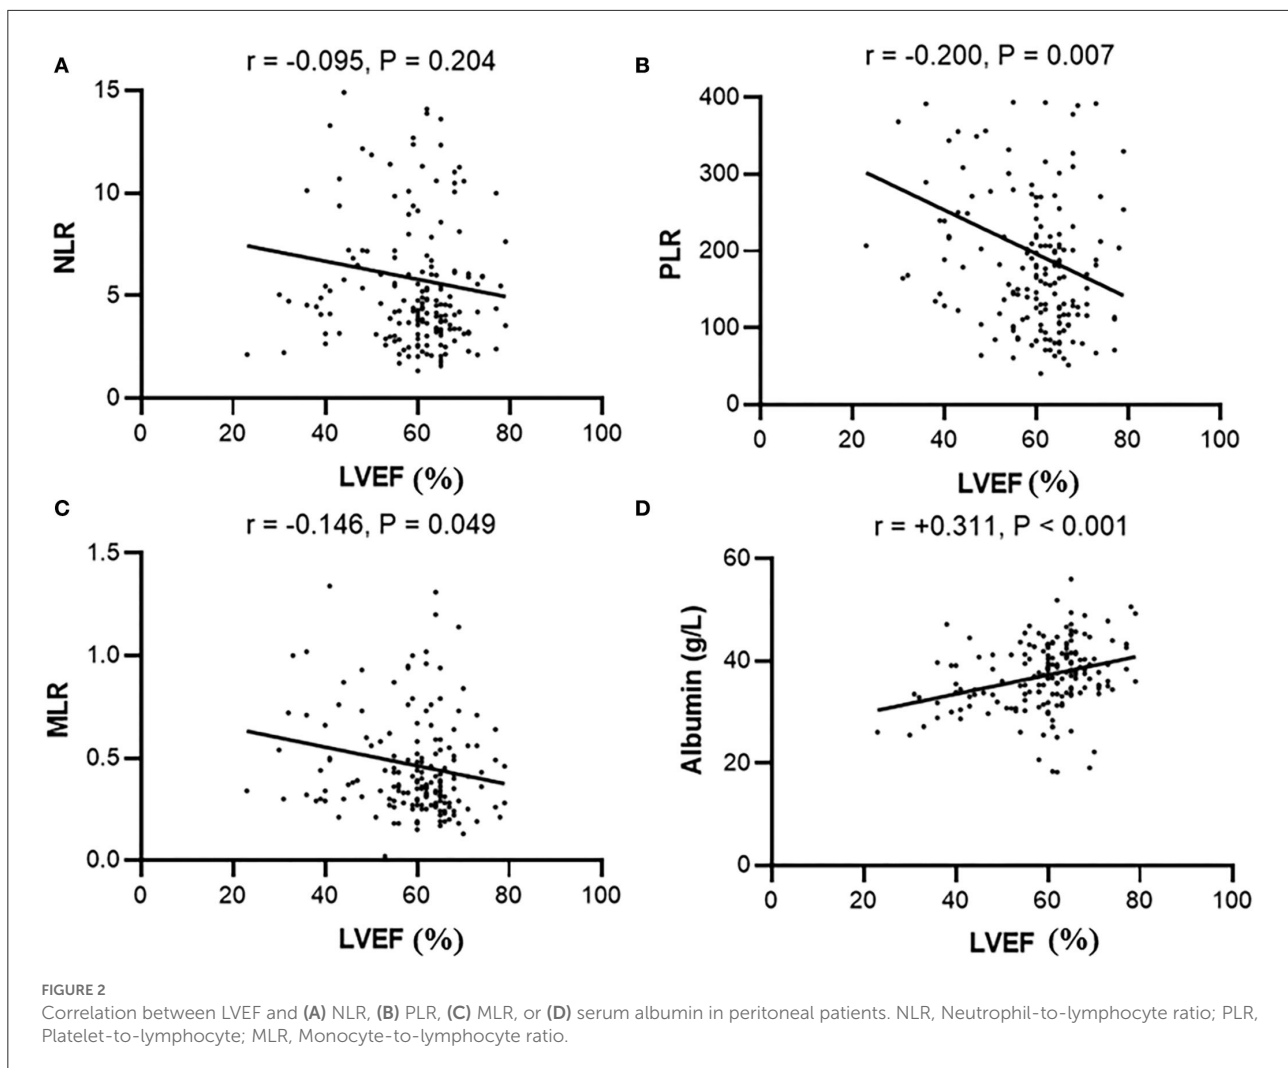 A
r = -0.095, P = 0.204
15
10
5
0
NLR
0 20 40 60 80 100
LVEF (%)
B
r = -0.200, P = 0.007
400
300
200
100
0
PLR
0 20 40 60 80 100
LVEF (%)
C
r = -0.146, P = 0.049
1.5
1.0
0.5
0.0
MLR
0 20 40 60 80 100
LVEF (%)
D
r = +0.311, P < 0.001
60
40
20
0
Albumin (g/L)
0 20 40 60 80 100
LVEF (%)
FIGURE 2
Correlation between LVEF and (A) NLR, (B) PLR, (C) MLR, or (D) serum albumin in peritoneal patients. NLR, Neutrophil-to-lymphocyte ratio; PLR,
Platelet-to-lymphocyte; MLR, Monocyte-to-lymphocyte ratio.